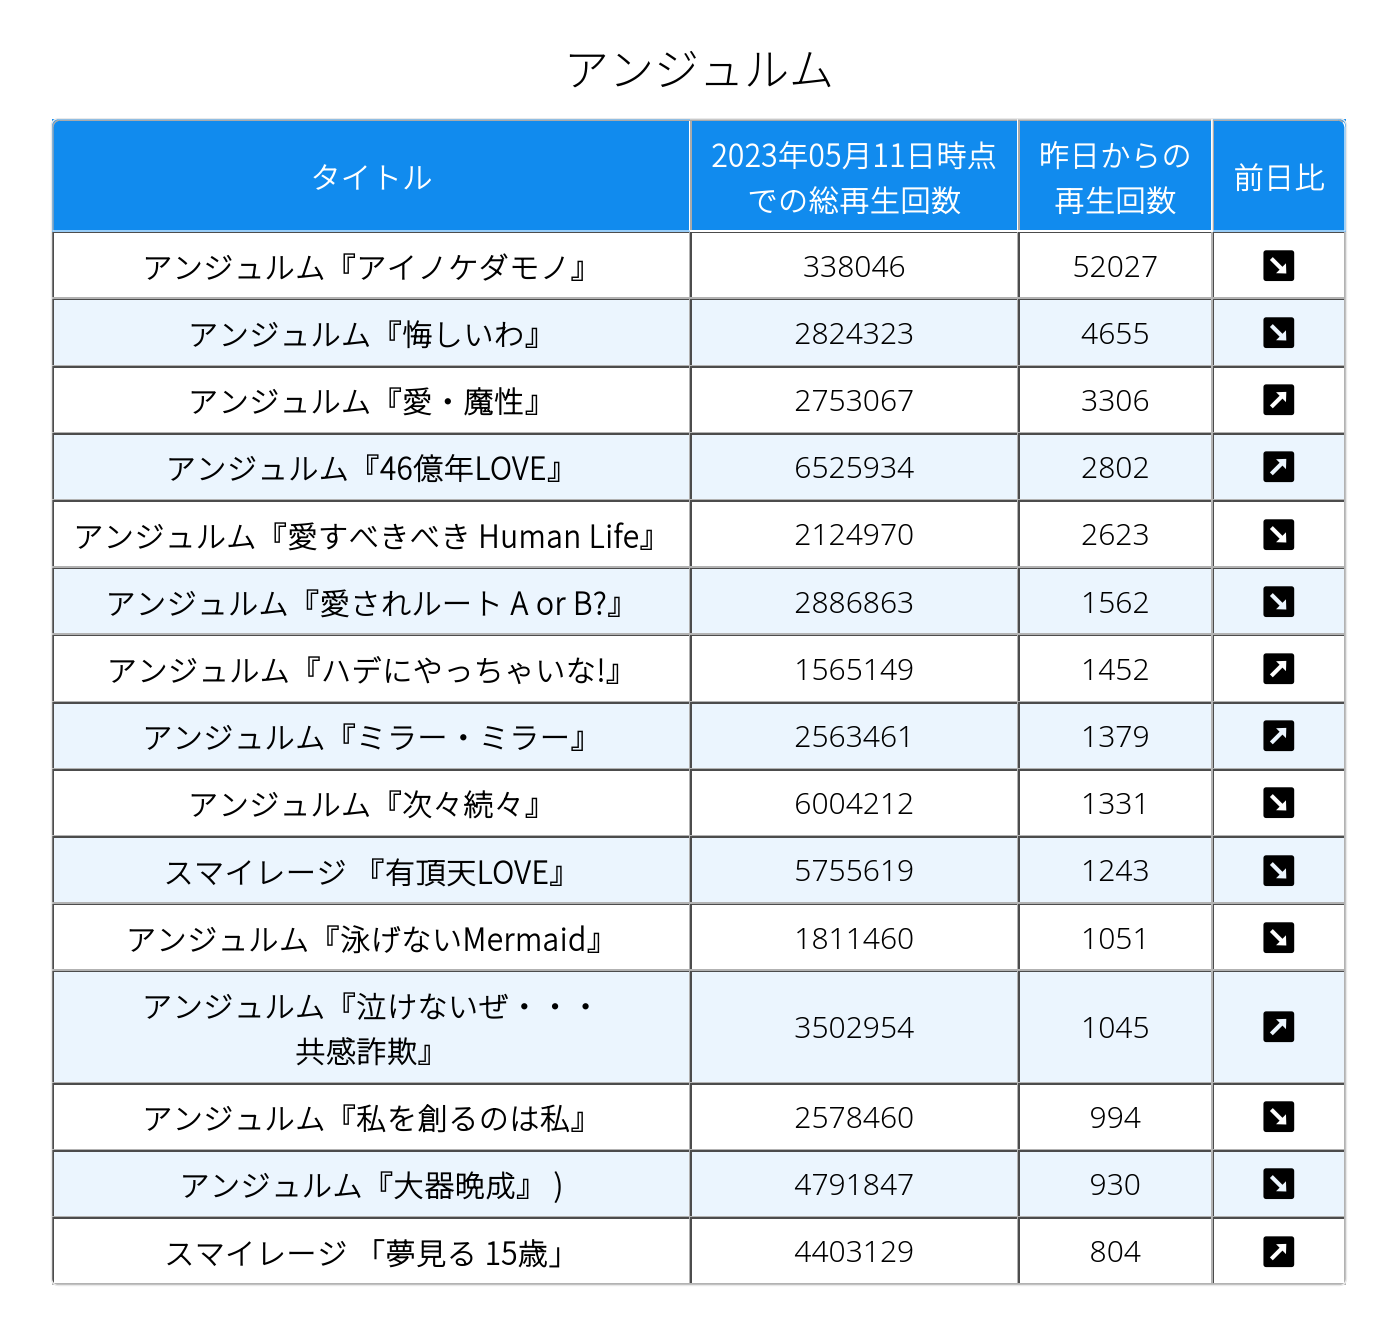 アンジュルム
タイトル
2023年05月11日時点
での総再生回数
昨日からの
再生回数
前日比
アンジュルム『アイノケダモノ』 338046 52027
アンジュルム『悔しいわ』 2824323 4655
アンジュルム『愛・魔性』 2753067 3306
アンジュルム『46億年LOVE』 6525934 2802
アンジュルム『愛すべきべき Human Life』 2124970 2623
アンジュルム『愛されルート A or B?』 2886863 1562
アンジュルム『ハデにやっちゃいな!』 1565149 1452
アンジュルム『ミラー・ミラー』 2563461 1379
アンジュルム『次々続々』 6004212 1331
スマイレージ 『有頂天LOVE』 5755619 1243
アンジュルム『泳げないMermaid』 1811460 1051
アンジュルム『泣けないぜ・・・
共感詐欺』 3502954 1045
アンジュルム『私を創るのは私』 2578460 994
アンジュルム『大器晩成』 ) 4791847 930
スマイレージ 「夢見る 15歳」 4403129 804